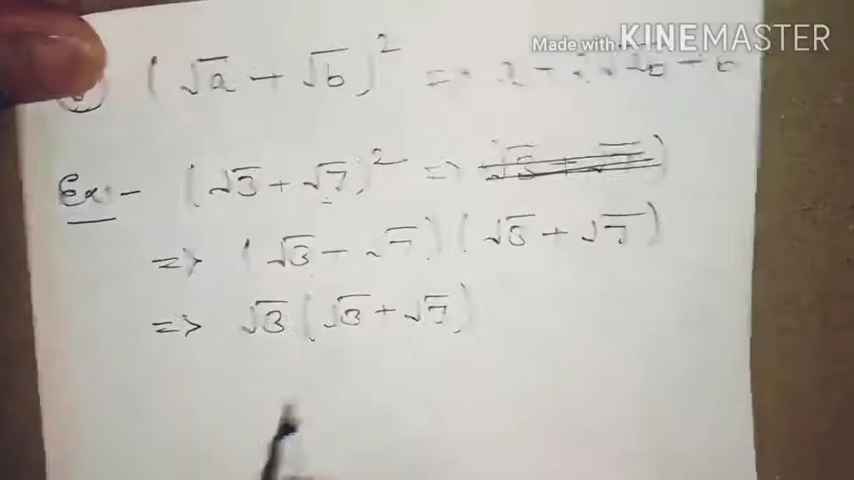 Made with KINEMASTER
(√a + √b)² =>
Ex:- (√3 + √7)² =>
=> (√3 + √7) (√3 + √7)
=> √3 (√3 + √7)